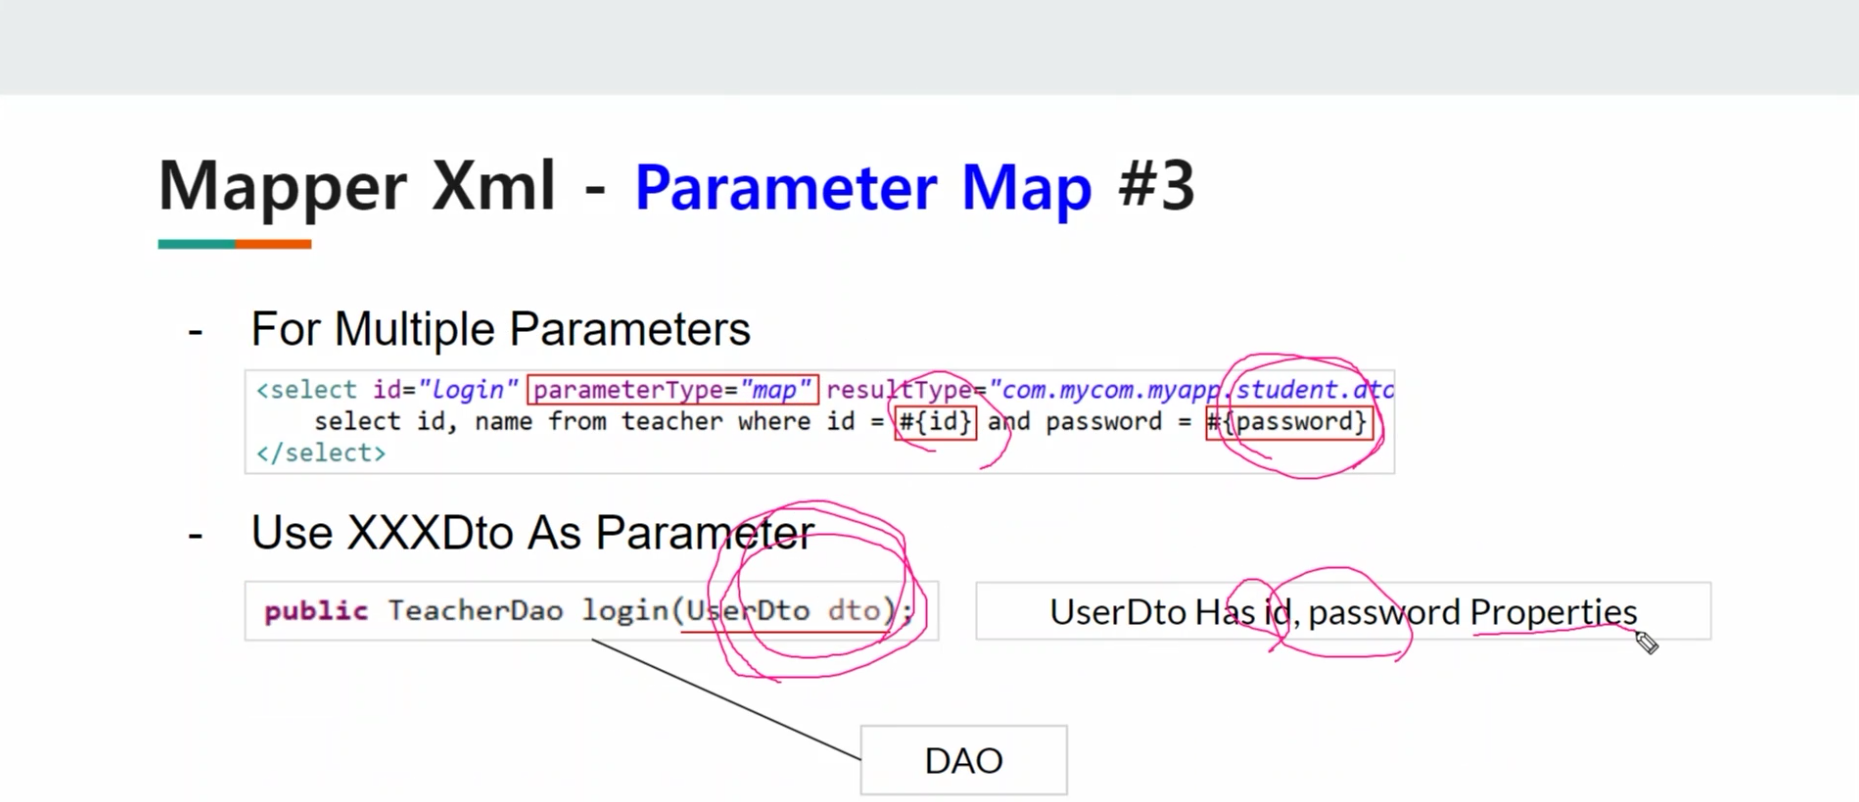 Mapper Xml - Parameter Map #3
- For Multiple Parameters
<select id="login" parameterType="map" resultType="com.mycom.myapp.student.dto
select id, name from teacher where id = #{id} and password = #{password}
</select>
- Use XXXDto As Parameter
public TeacherDao login(UserDto dto);
UserDto Has id, password Properties
DAO